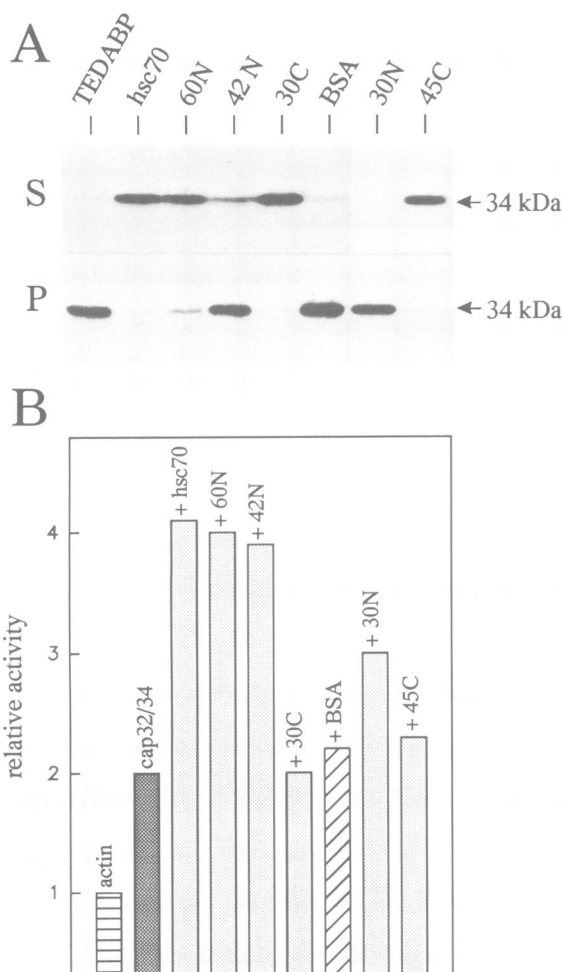 A
TEDABP
hsc70
60N
42 N
30C
BSA
30N
45C
S
34 kDa
P
34 kDa
B
relative activity
4
3
2
1
actin
cap32/34
+ hsc70
+ 60N
+ 42N
+ 30C
+ BSA
+ 30N
+ 45C